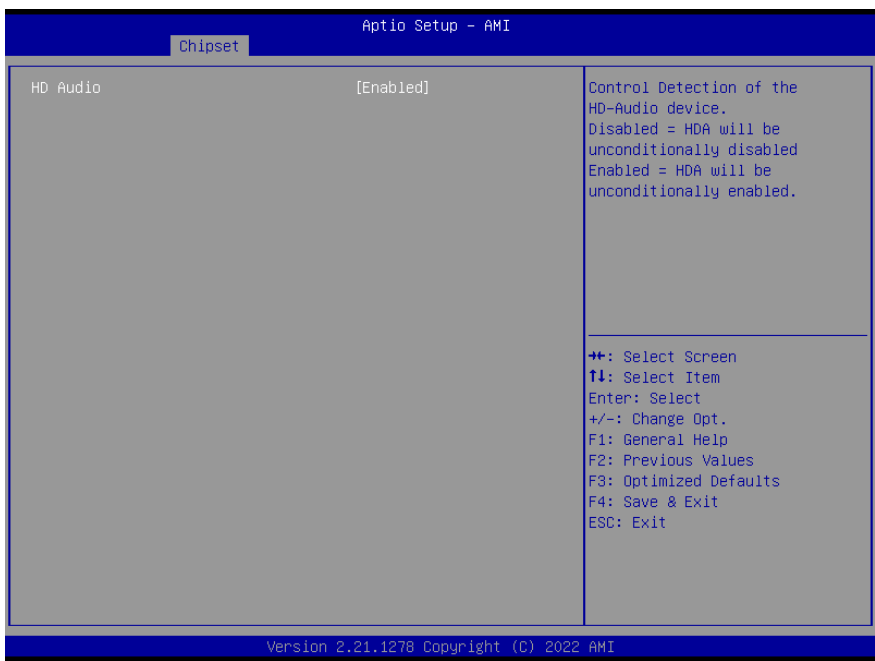 Aptio Setup – AMI
Chipset
HD Audio [Enabled]
Control Detection of the
HD-Audio device.
Disabled = HDA will be
unconditionally disabled
Enabled = HDA will be
unconditionally enabled.
→←: Select Screen
↑↓: Select Item
Enter: Select
+/-: Change Opt.
F1: General Help
F2: Previous Values
F3: Optimized Defaults
F4: Save & Exit
ESC: Exit
Version 2.21.1278 Copyright (C) 2022 AMI